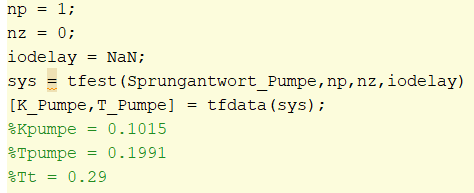 np = 1;
nz = 0;
iodelay = NaN;
sys = tfest(Sprungantwort_Pumpe,np,nz,iodelay)
[K_Pumpe,T_Pumpe] = tfdata(sys);
%Kpumpe = 0.1015
%Tpumpe = 0.1991
%Tt = 0.29